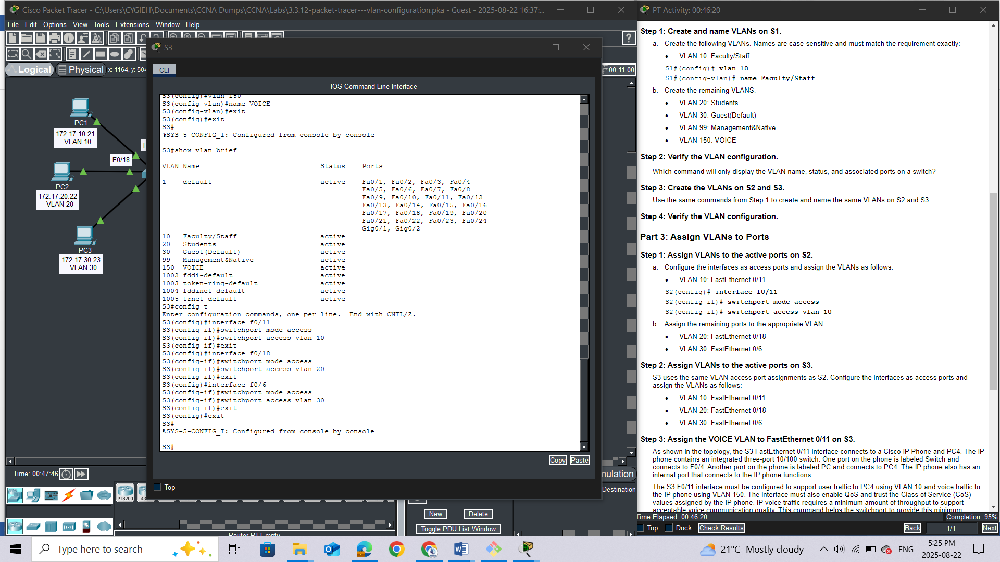 Cisco Packet Tracer - C:\Users\CYGIEH\Documents\CCNA Dumps\CCNA\Labs\3.3.12-packet-tracer---vlan-configuration.pka - Guest - 2025-08-22 16:37:...
File Edit Options View Tools Extensions Window Help
Logical Physical x: 1164, y: 504
00:11:00
PC1
172.17.10.21
VLAN 10
F0/18
PC2
172.17.20.22
VLAN 20
PC3
172.17.30.23
VLAN 30
Time: 00:47:46
S3
CLI
IOS Command Line Interface
S3(config)#vlan 150
S3(config-vlan)#name VOICE
S3(config-vlan)#exit
S3(config)#exit
S3#
%SYS-5-CONFIG_I: Configured from console by console
S3#show vlan brief
VLAN Name Status Ports
---- -------------------------------- --------- -------------------------------
1 default active Fa0/1, Fa0/2, Fa0/3, Fa0/4
Fa0/5, Fa0/6, Fa0/7, Fa0/8
Fa0/9, Fa0/10, Fa0/11, Fa0/12
Fa0/13, Fa0/14, Fa0/15, Fa0/16
Fa0/17, Fa0/18, Fa0/19, Fa0/20
Fa0/21, Fa0/22, Fa0/23, Fa0/24
Gig0/1, Gig0/2
10 Faculty/Staff active
20 Students active
30 Guest(Default) active
99 Management&Native active
150 VOICE active
1002 fddi-default active
1003 token-ring-default active
1004 fddinet-default active
1005 trnet-default active
S3#config t
Enter configuration commands, one per line. End with CNTL/Z.
S3(config)#interface f0/11
S3(config-if)#switchport mode access
S3(config-if)#switchport access vlan 10
S3(config-if)#exit
S3(config)#interface f0/18
S3(config-if)#switchport mode access
S3(config-if)#switchport access vlan 20
S3(config-if)#exit
S3(config)#interface f0/6
S3(config-if)#switchport mode access
S3(config-if)#switchport access vlan 30
S3(config-if)#exit
S3(config)#exit
S3#
%SYS-5-CONFIG_I: Configured from console by console
S3#
Copy Paste
Top
PT8200
New Delete
Toggle PDU List Window
Destination
PT Activity: 00:46:20
Step 1: Create and name VLANs on S1.
a. Create the following VLANs. Names are case-sensitive and must match the requirement exactly:
• VLAN 10: Faculty/Staff
S1#(config)# vlan 10
S1#(config-vlan)# name Faculty/Staff
b. Create the remaining VLANS.
• VLAN 20: Students
• VLAN 30: Guest(Default)
• VLAN 99: Management&Native
• VLAN 150: VOICE
Step 2: Verify the VLAN configuration.
Which command will only display the VLAN name, status, and associated ports on a switch?
Step 3: Create the VLANs on S2 and S3.
Use the same commands from Step 1 to create and name the same VLANs on S2 and S3.
Step 4: Verify the VLAN configuration.
Part 3: Assign VLANs to Ports
Step 1: Assign VLANs to the active ports on S2.
a. Configure the interfaces as access ports and assign the VLANs as follows:
• VLAN 10: FastEthernet 0/11
S2(config)# interface f0/11
S2(config-if)# switchport mode access
S2(config-if)# switchport access vlan 10
b. Assign the remaining ports to the appropriate VLAN.
• VLAN 20: FastEthernet 0/18
• VLAN 30: FastEthernet 0/6
Step 2: Assign VLANs to the active ports on S3.
S3 uses the same VLAN access port assignments as S2. Configure the interfaces as access ports and
assign the VLANs as follows:
• VLAN 10: FastEthernet 0/11
• VLAN 20: FastEthernet 0/18
• VLAN 30: FastEthernet 0/6
Step 3: Assign the VOICE VLAN to FastEthernet 0/11 on S3.
As shown in the topology, the S3 FastEthernet 0/11 interface connects to a Cisco IP Phone and PC4. The IP
phone contains an integrated three-port 10/100 switch. One port on the phone is labeled Switch and
connects to F0/4. Another port on the phone is labeled PC and connects to PC4. The IP phone also has an
internal port that connects to the IP phone functions.
The S3 F0/11 interface must be configured to support user traffic to PC4 using VLAN 10 and voice traffic to
the IP phone using VLAN 150. The interface must also enable QoS and trust the Class of Service (CoS)
values assigned by the IP phone. IP voice traffic requires a minimum amount of throughput to support
acceptable voice communication quality. This command helps the switchport to provide this minimum
Time Elapsed: 00:46:20 Completion: 95%
Top Dock Check Results Back 1/1 Next
Type here to search
21°C Mostly cloudy
ENG
5:25 PM
2025-08-22